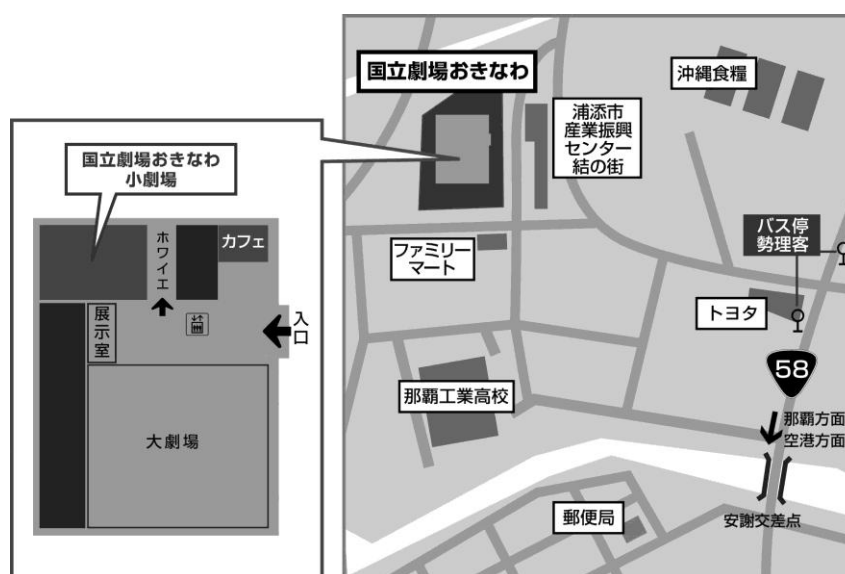 国立劇場おきなわ
小劇場
ホワイエ
カフェ
展示室
入口
大劇場
国立劇場おきなわ
沖縄食糧
浦添市
産業振興
センター
結の街
ファミリー
マート
バス停
勢理客
トヨタ
58
那覇工業高校
那覇方面
空港方面
郵便局
安謝交差点